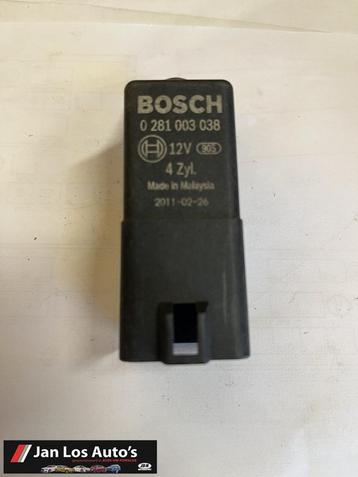 BOSCH
0 281 003 038
12V 905
4 Zyl.
Made in Malaysia
2011-02-26
Jan Los Auto's